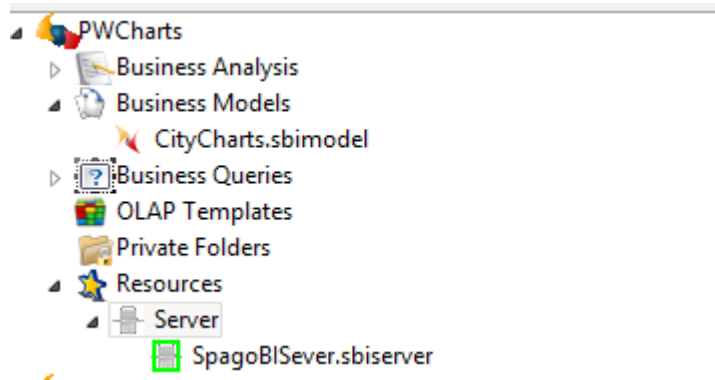 PWCharts
Business Analysis
Business Models
CityCharts.sbimodel
Business Queries
OLAP Templates
Private Folders
Resources
Server
SpagoBISever.sbiserver